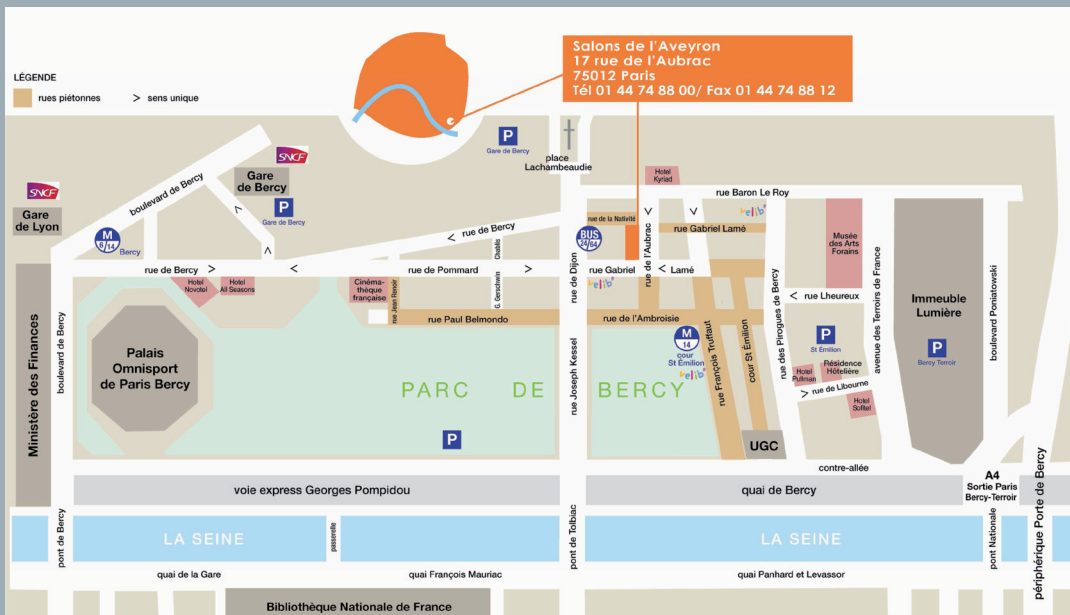 Salons de l'Aveyron
17 rue de l'Aubrac
75012 Paris
Tél 01 44 74 88 00/ Fax 01 44 74 88 12
LÉGENDE
rues piétonnes
> sens unique
P
Gare de Bercy
place
Lachambeaudie
Hotel
Kyriad
rue Baron Le Roy
SNCF
Gare
de Bercy
SNCF
Gare
de Lyon
boulevard de Bercy
P
Gare de Bercy
M
6/14
Bercy
rue de Bercy
rue de la Nativité
BUS
24/64
rue de l'Aubrac
rue Gabriel Lamé
velib'
Musée
des Arts
Forains
rue de Bercy
Hotel
Novotel
Hotel
All Seasons
Cinéma-
thèque
française
rue Jean Renoir
rue de Pommard
Chablis
G. Gerschwin
rue de Dijon
rue Gabriel
Lamé
velib'
rue Paul Belmondo
rue de l'Ambroisie
rue Lheureux
avenue des Terroirs de France
Immeuble
Lumière
P
Bercy Terroir
boulevard Poniatowski
Ministère des Finances
boulevard de Bercy
Palais
Omnisport
de Paris Bercy
PARC DE BERCY
P
rue Joseph Kessel
M
14
cour
St Émilion
velib'
rue François Truffaut
cour St Émilion
rue des Pirogues de Bercy
P
St Émilion
Hotel
Pullman
Résidence
Hôtelière
rue de Libourne
Hotel
Sofitel
UGC
contre-allée
A4
Sortie Paris
Bercy-Terroir
voie express Georges Pompidou
quai de Bercy
pont de Bercy
LA SEINE
passerelle
pont de Tolbiac
LA SEINE
pont Nationale
périphérique Porte de Bercy
quai de la Gare
quai François Mauriac
quai Panhard et Levassor
Bibliothèque Nationale de France